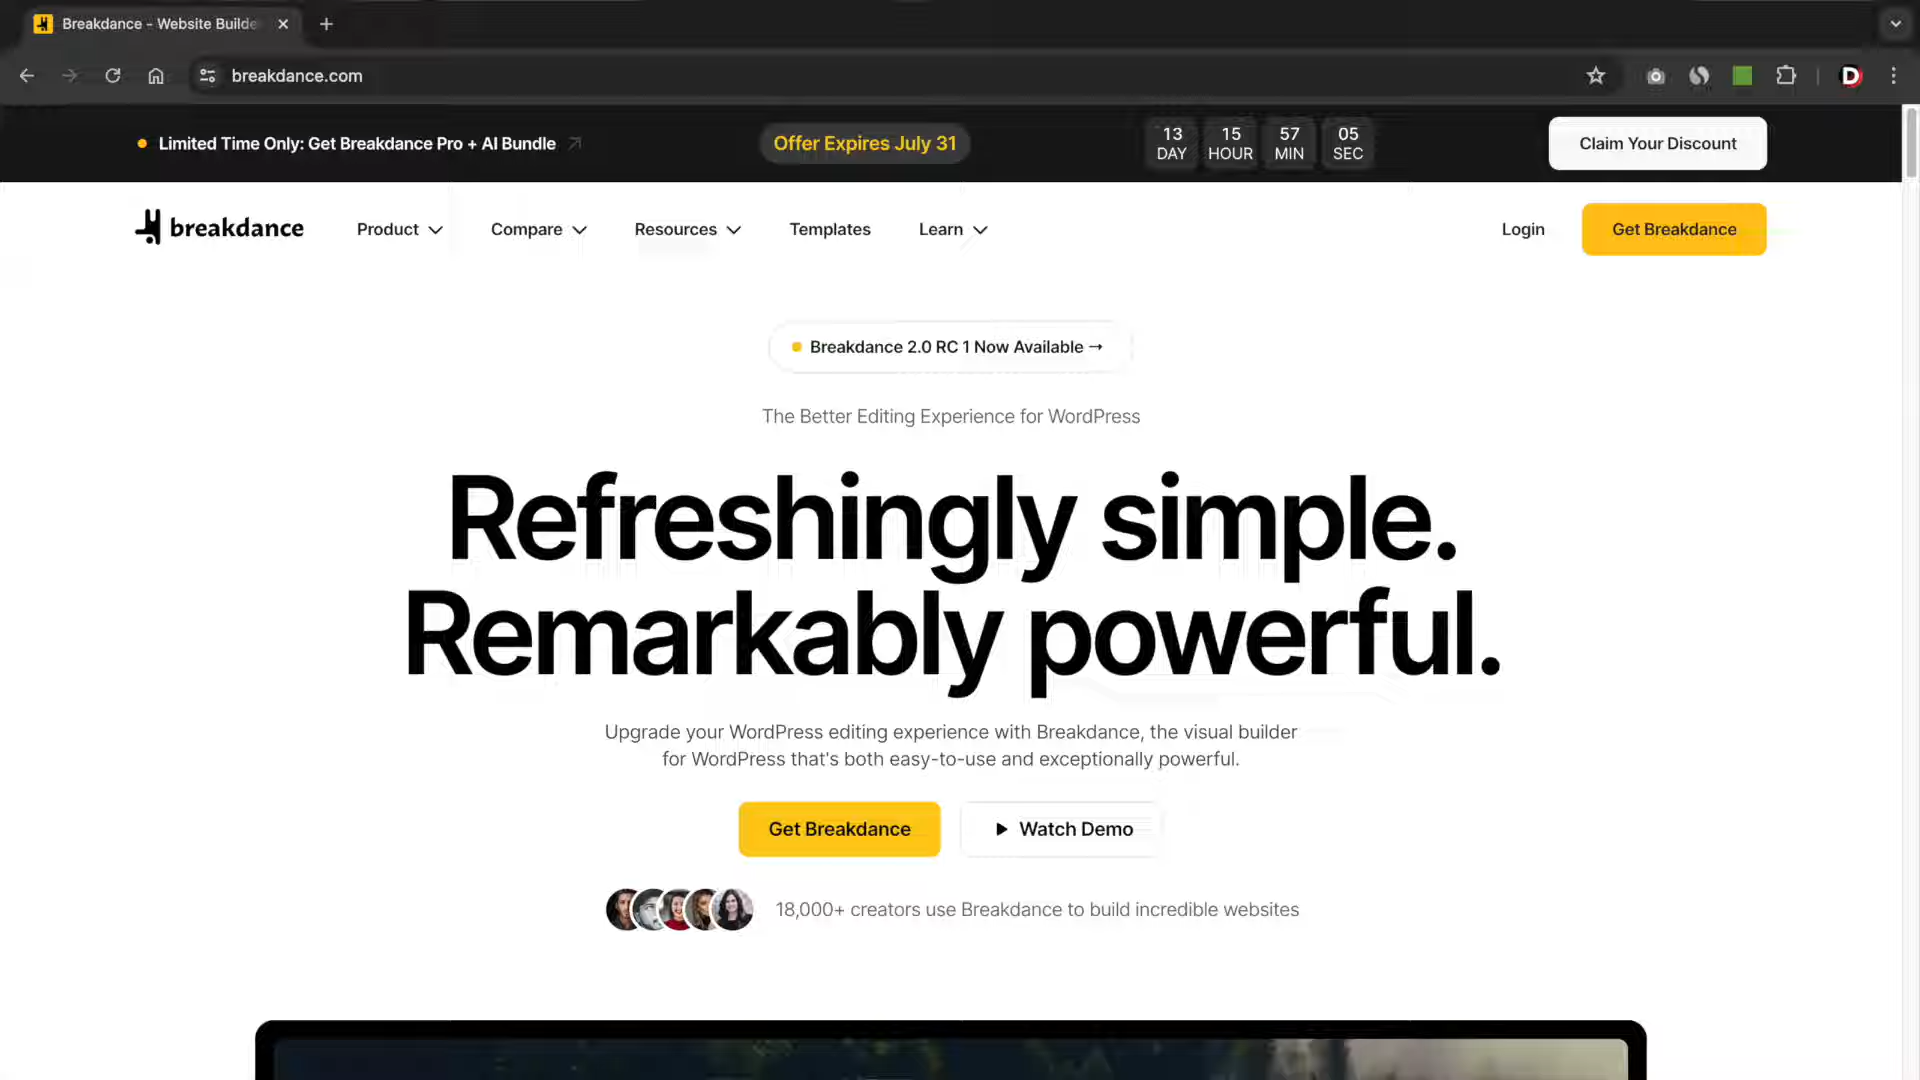 Breakdance - Website Builde
breakdance.com
Limited Time Only: Get Breakdance Pro + AI Bundle
Offer Expires July 31
13 15 57 05
DAY HOUR MIN SEC
Claim Your Discount
breakdance Product Compare Resources Templates Learn Login Get Breakdance
Breakdance 2.0 RC 1 Now Available →
The Better Editing Experience for WordPress
Refreshingly simple.
Remarkably powerful.
Upgrade your WordPress editing experience with Breakdance, the visual builder
for WordPress that's both easy-to-use and exceptionally powerful.
Get Breakdance Watch Demo
18,000+ creators use Breakdance to build incredible websites